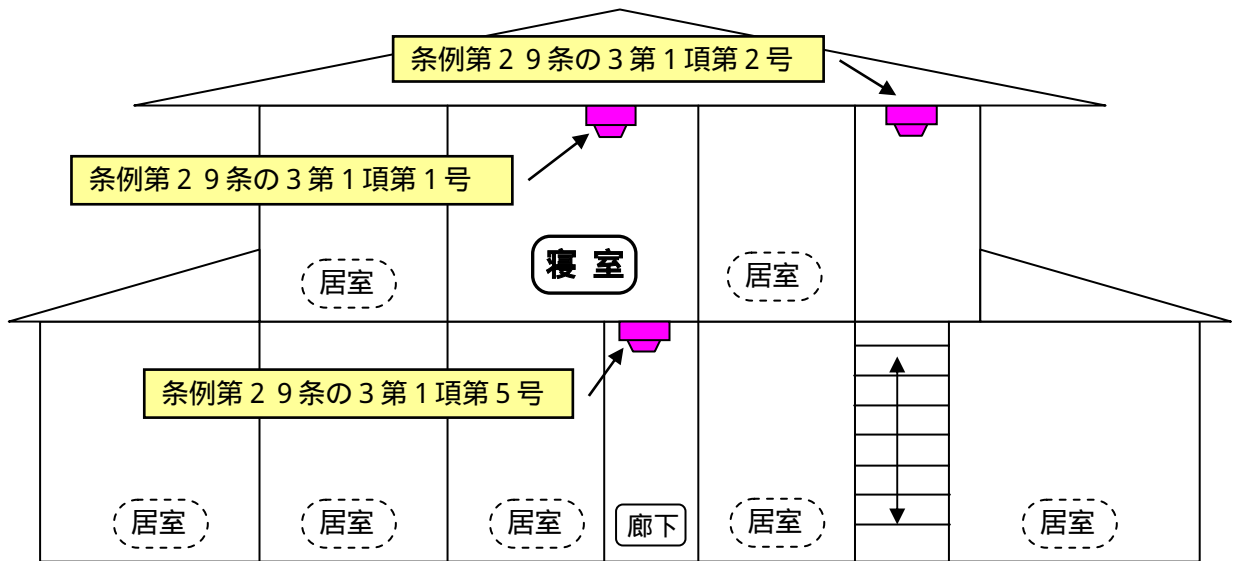 条例第２９条の３第１項第２号
条例第２９条の３第１項第１号
居室
寝 室
居室
条例第２９条の３第１項第５号
居室
居室
居室
廊下
居室
居室